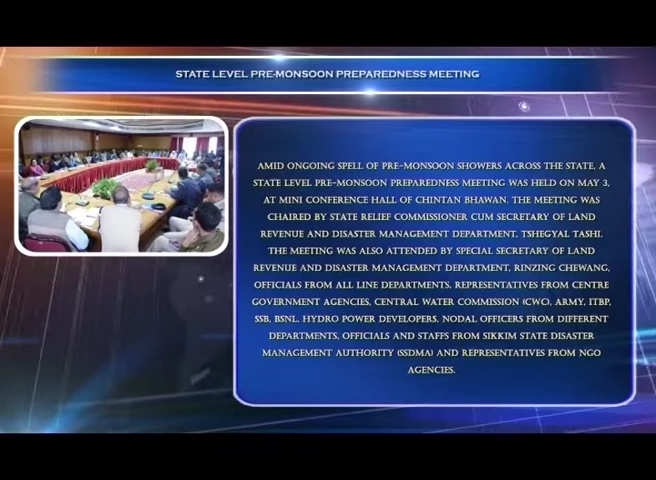 STATE LEVEL PRE-MONSOON PREPAREDNESS MEETING
AMID ONGOING SPELL OF PRE-MONSOON SHOWERS ACROSS THE STATE, A
STATE LEVEL PRE-MONSOON PREPAREDNESS MEETING WAS HELD ON MAY 3,
AT MINI CONFERENCE HALL OF CHINTAN BHAWAN. THE MEETING WAS
CHAIRED BY STATE RELIEF COMMISSIONER CUM SECRETARY OF LAND
REVENUE AND DISASTER MANAGEMENT DEPARTMENT, TSHEGYAL TASHI.
THE MEETING WAS ALSO ATTENDED BY SPECIAL SECRETARY OF LAND
REVENUE AND DISASTER MANAGEMENT DEPARTMENT, RINZING CHEWANG,
OFFICIALS FROM ALL LINE DEPARTMENTS, REPRESENTATIVES FROM CENTRE
GOVERNMENT AGENCIES, CENTRAL WATER COMMISSION (CWC), ARMY, ITBP,
SSB, BSNL, HYDRO POWER DEVELOPERS, NODAL OFFICERS FROM DIFFERENT
DEPARTMENTS, OFFICIALS AND STAFFS FROM SIKKIM STATE DISASTER
MANAGEMENT AUTHORITY (SSDMA) AND REPRESENTATIVES FROM NGO
AGENCIES.